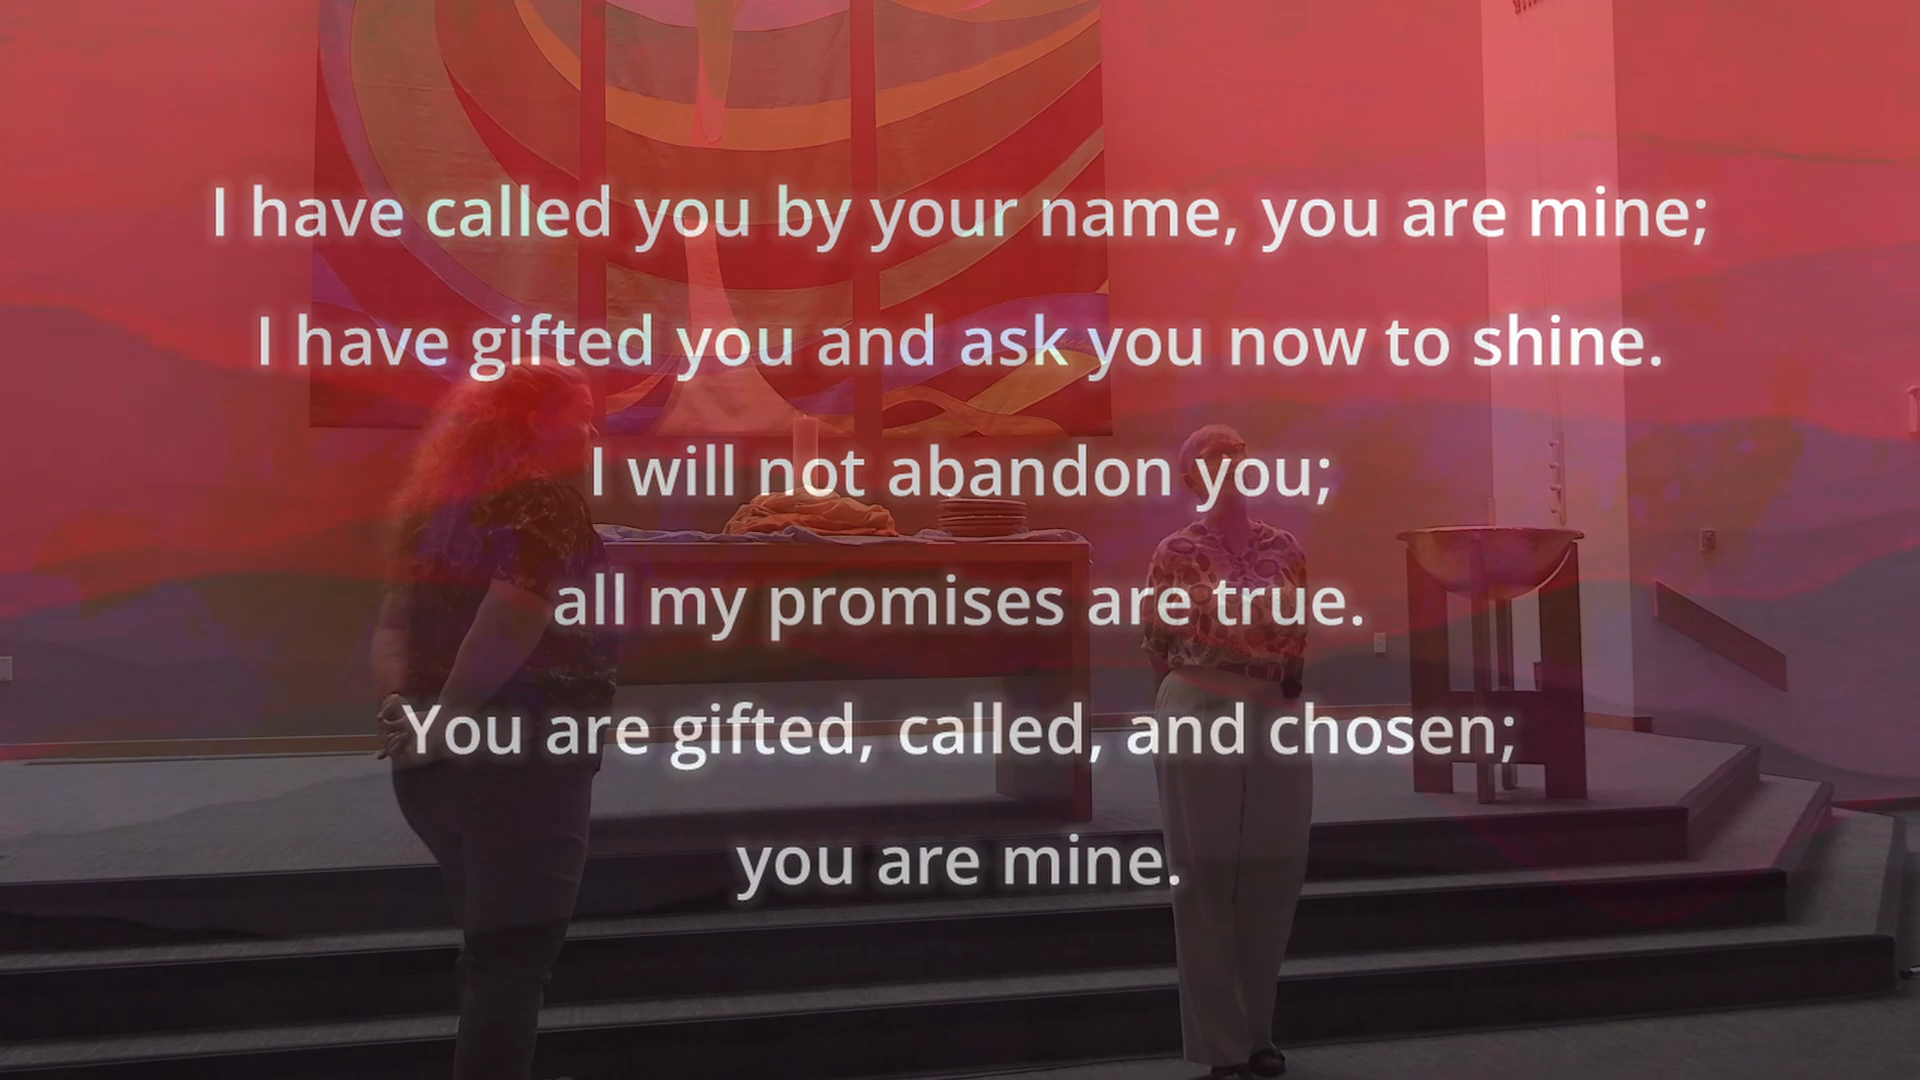 I have called you by your name, you are mine;
I have gifted you and ask you now to shine.
I will not abandon you;
all my promises are true.
You are gifted, called, and chosen;
you are mine.